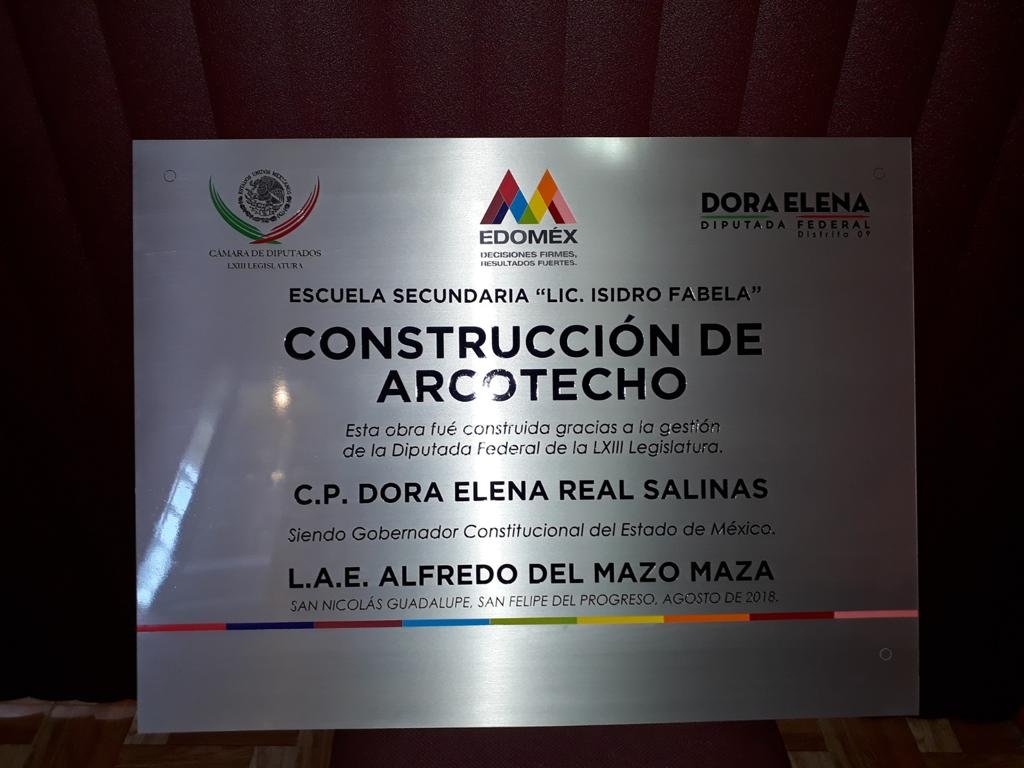 ESTADOS UNIDOS MEXICANOS
CÁMARA DE DIPUTADOS
LXIII LEGISLATURA
EDOMÉX
DECISIONES FIRMES,
RESULTADOS FUERTES.
DORA ELENA
DIPUTADA FEDERAL
Distrito 09
ESCUELA SECUNDARIA “LIC. ISIDRO FABELA”
CONSTRUCCIÓN DE
ARCOTECHO
Esta obra fué construida gracias a la gestión
de la Diputada Federal de la LXIII Legislatura.
C.P. DORA ELENA REAL SALINAS
Siendo Gobernador Constitucional del Estado de México.
L.A.E. ALFREDO DEL MAZO MAZA
SAN NICOLÁS GUADALUPE, SAN FELIPE DEL PROGRESO, AGOSTO DE 2018.